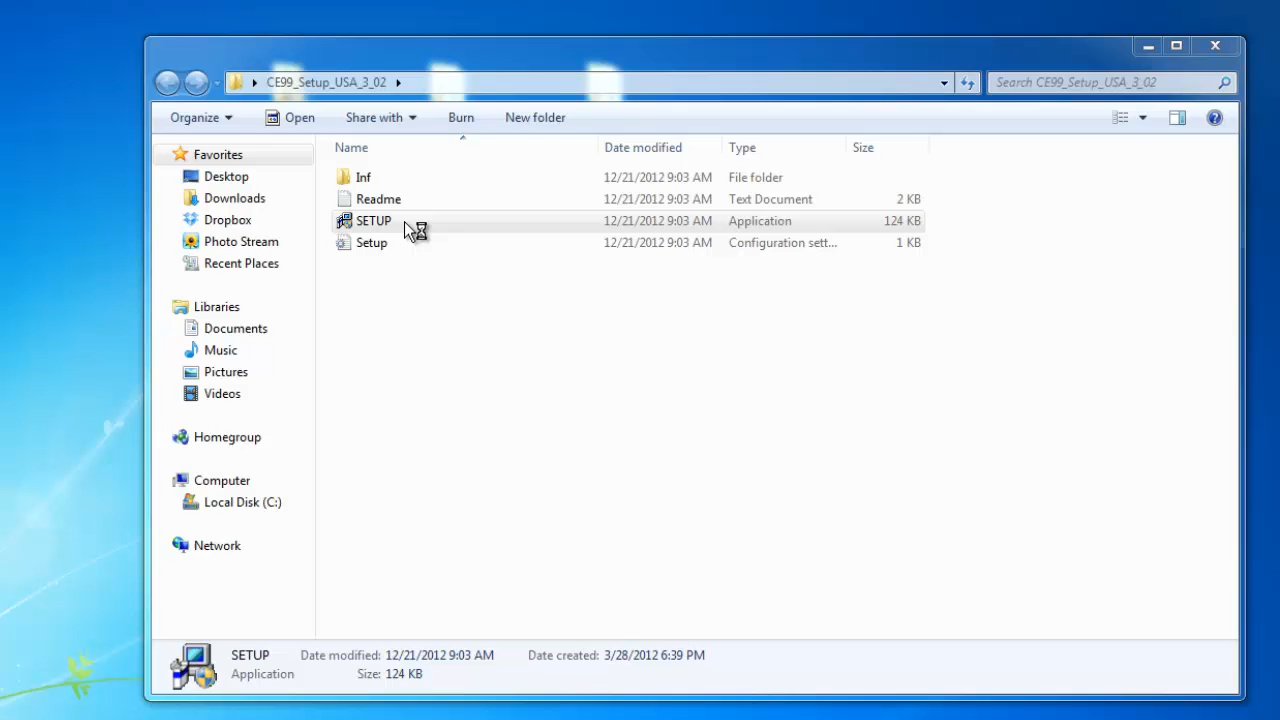 CE99_Setup_USA_3_02
Search CE99_Setup_USA_3_02
Organize Open Share with Burn New folder
Name Date modified Type Size
Favorites
Desktop
Downloads
Dropbox
Photo Stream
Recent Places
Libraries
Documents
Music
Pictures
Videos
Homegroup
Computer
Local Disk (C:)
Network
Inf 12/21/2012 9:03 AM File folder
Readme 12/21/2012 9:03 AM Text Document 2 KB
SETUP 12/21/2012 9:03 AM Application 124 KB
Setup 12/21/2012 9:03 AM Configuration sett... 1 KB
SETUP Date modified: 12/21/2012 9:03 AM Date created: 3/28/2012 6:39 PM
Application Size: 124 KB